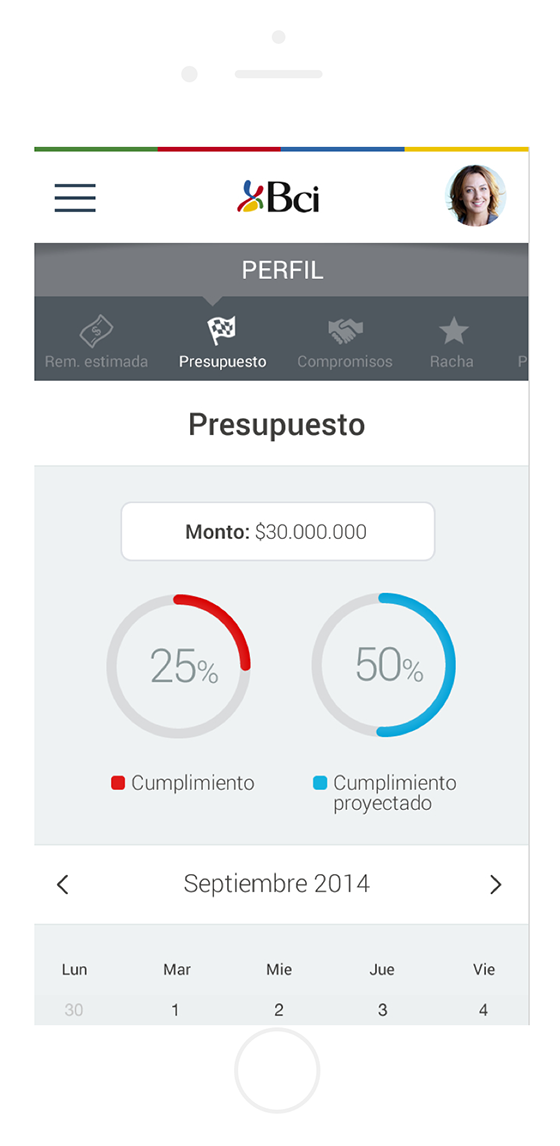 Bci
PERFIL
Rem. estimada Presupuesto Compromisos Racha P
Presupuesto
Monto: $30.000.000
25% 50%
Cumplimiento Cumplimiento
proyectado
Septiembre 2014
Lun Mar Mie Jue Vie
30 1 2 3 4